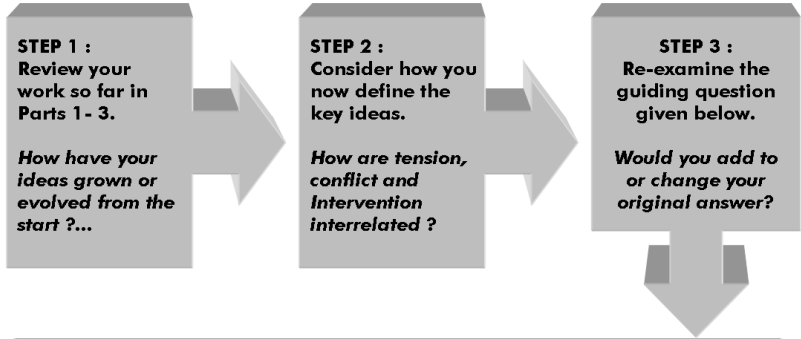 STEP 1 :
Review your
work so far in
Parts 1- 3.
How have your
ideas grown or
evolved from the
start ?...
STEP 2 :
Consider how you
now define the
key ideas.
How are tension,
conflict and
Intervention
interrelated ?
STEP 3 :
Re-examine the
guiding question
given below.
Would you add to
or change your
original answer?